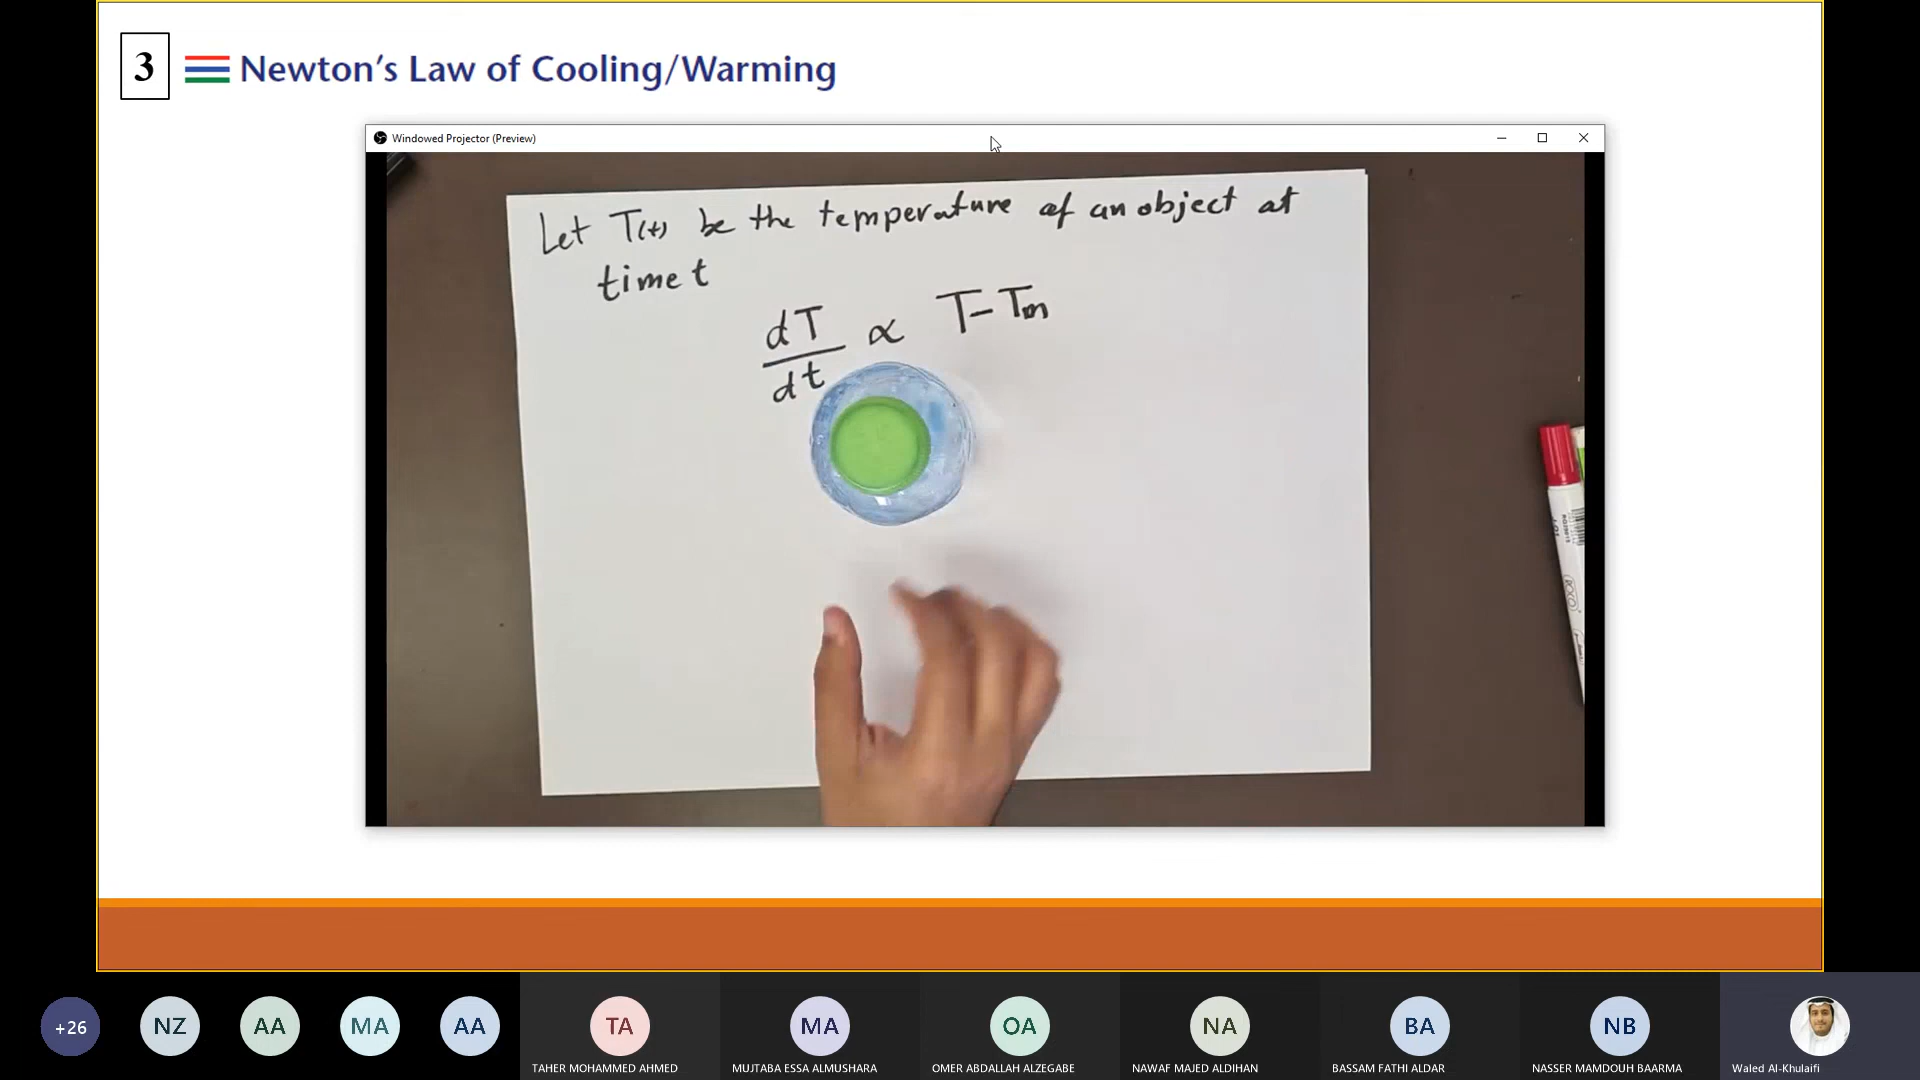 3
Newton's Law of Cooling/Warming
Windowed Projector (Preview)
Let T(t) be the temperature of an object at
time t
dT/dt ∝ T-Tm
+26
NZ
AA
MA
AA
TA
MA
OA
NA
BA
NB
TAHER MOHAMMED AHMED
MUJTABA ESSA ALMUSHARA
OMER ABDALLAH ALZEGABE
NAWAF MAJED ALDIHAN
BASSAM FATHI ALDAR
NASSER MAMDOUH BAARMA
Waled Al-Khulaifi